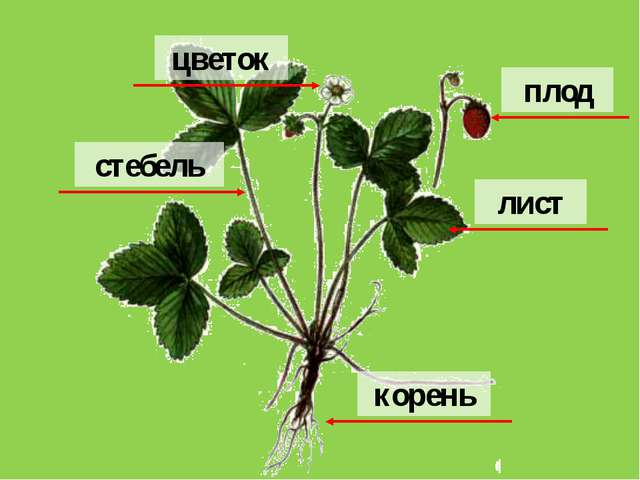 цветок
плод
стебель
лист
корень